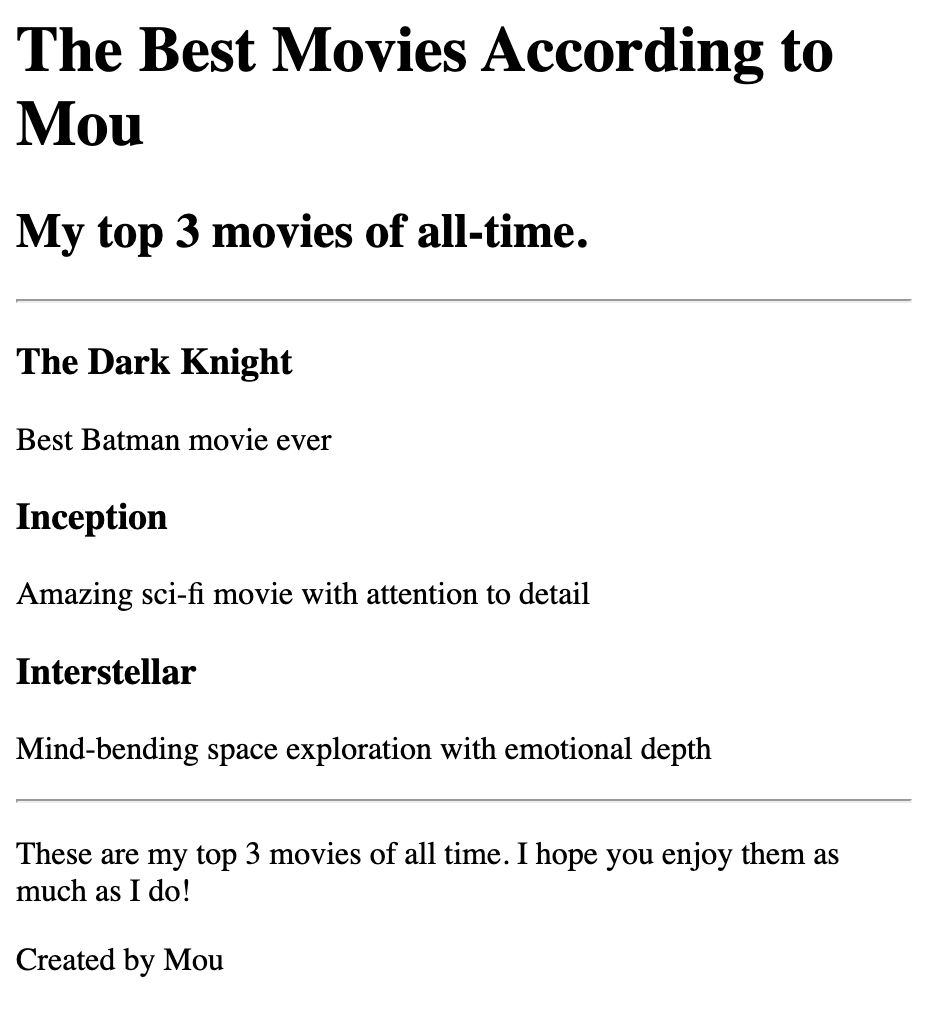 The Best Movies According to
Mou
My top 3 movies of all-time.
The Dark Knight
Best Batman movie ever
Inception
Amazing sci-fi movie with attention to detail
Interstellar
Mind-bending space exploration with emotional depth
These are my top 3 movies of all time. I hope you enjoy them as
much as I do!
Created by Mou